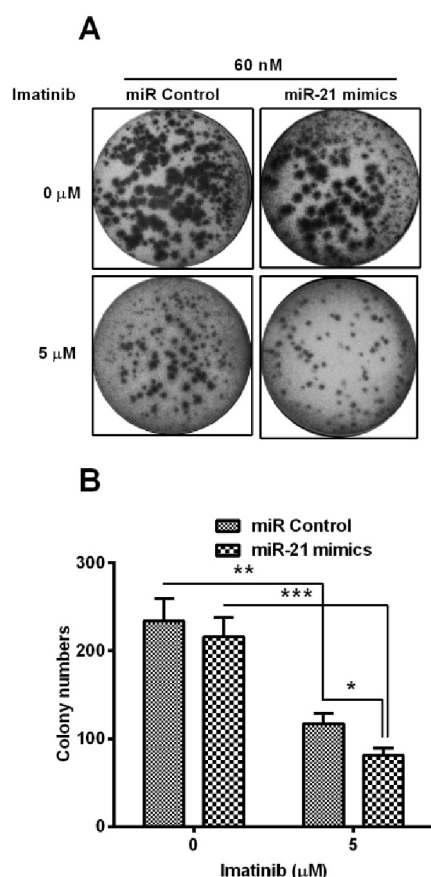 A
60 nM
Imatinib miR Control miR-21 mimics
0 μM
5 μM
B
miR Control
miR-21 mimics
300
**
***
200
*
100
0
Colony numbers
0 5
Imatinib (μM)